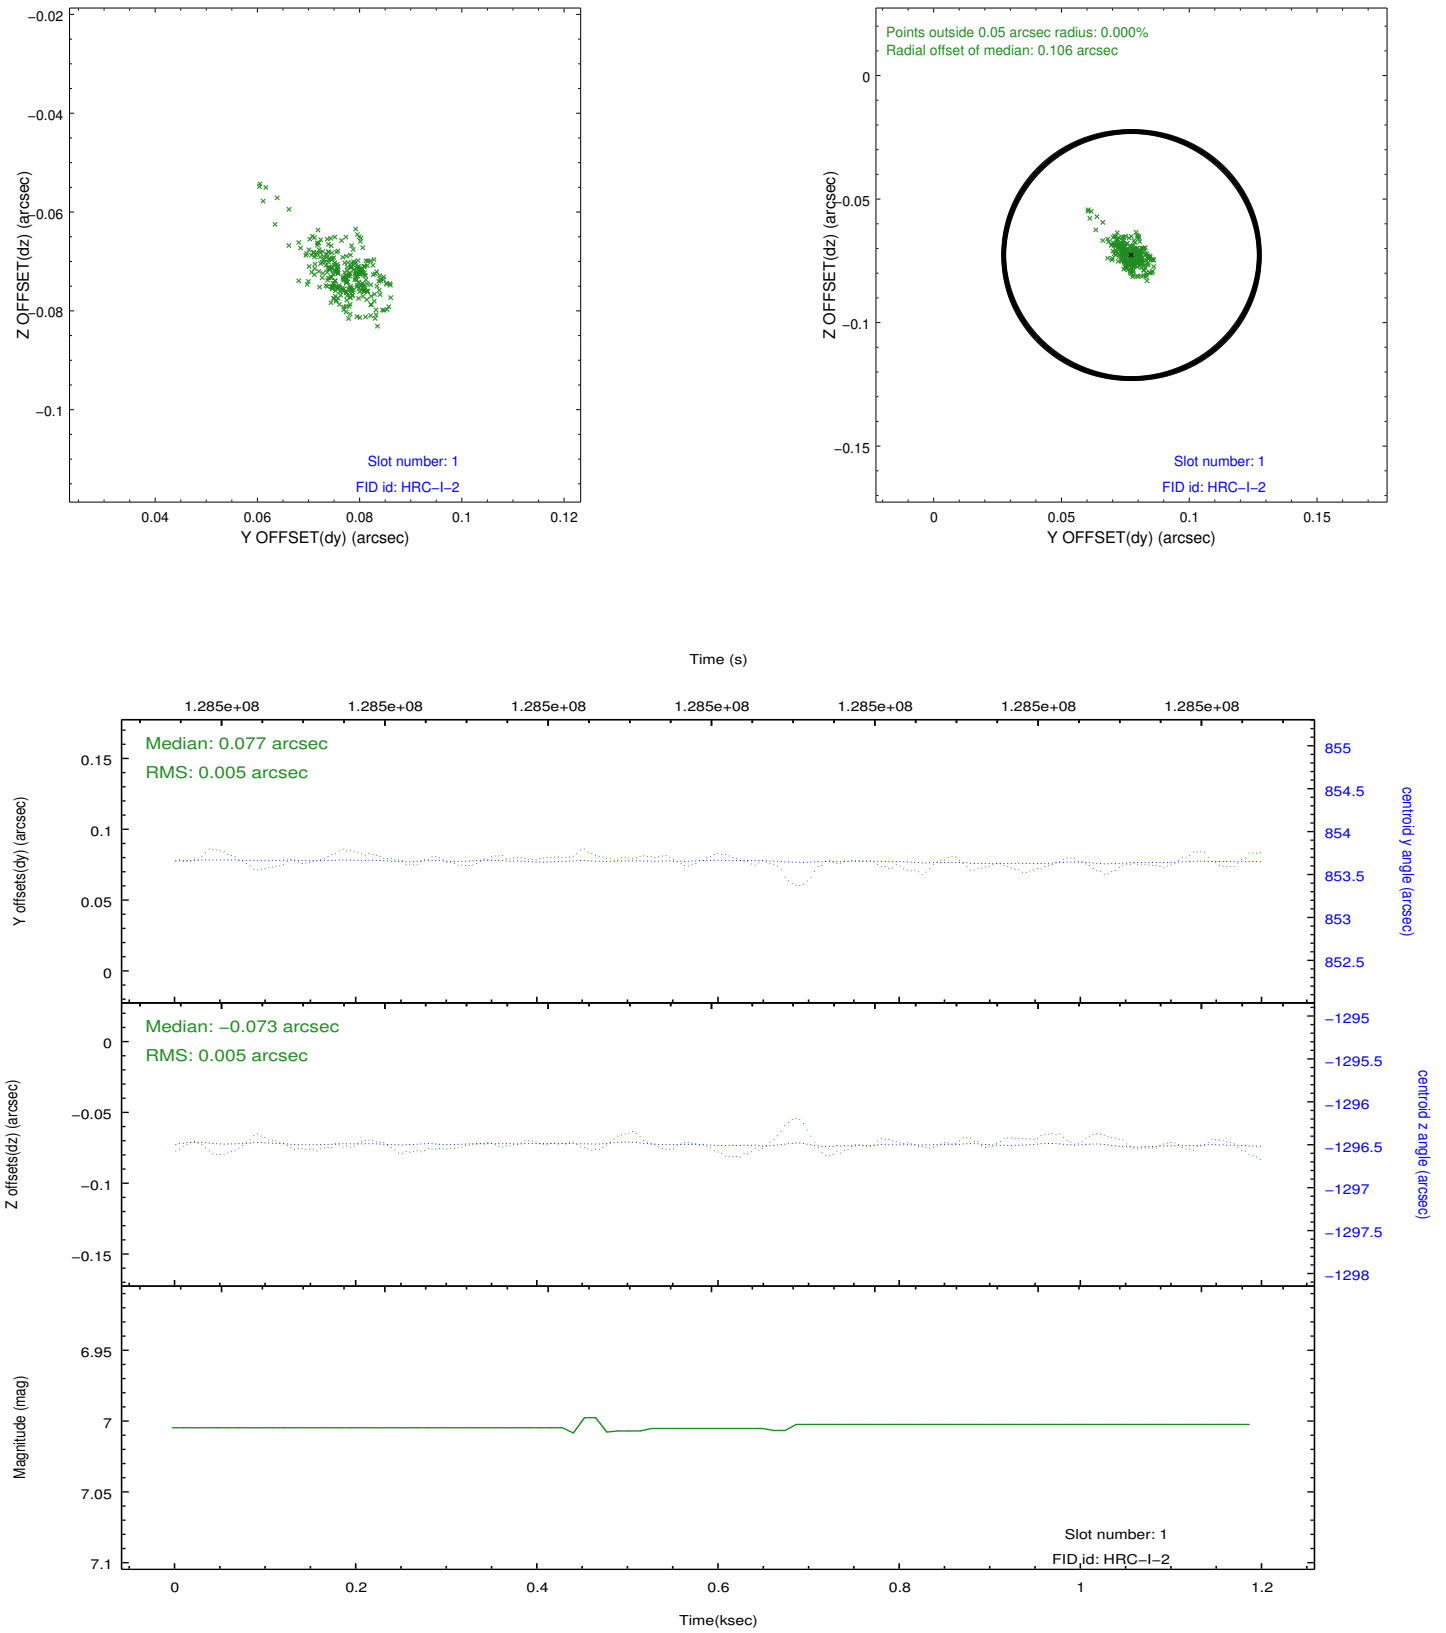 −0.02
−0.04
−0.06
−0.08
−0.1
Z OFFSET(dz) (arcsec)
0.04 0.06 0.08 0.1 0.12
Y OFFSET(dy) (arcsec)
Slot number: 1
FID id: HRC−I−2
Points outside 0.05 arcsec radius: 0.000%
Radial offset of median: 0.106 arcsec
0
−0.05
−0.1
−0.15
Z OFFSET(dz) (arcsec)
0 0.05 0.1 0.15
Y OFFSET(dy) (arcsec)
Slot number: 1
FID id: HRC−I−2
Time (s)
1.285e+08 1.285e+08 1.285e+08 1.285e+08 1.285e+08 1.285e+08 1.285e+08
Median: 0.077 arcsec
RMS: 0.005 arcsec
0.15
0.1
0.05
0
Y offsets(dy) (arcsec)
855
854.5
854
853.5
853
852.5
centroid y angle (arcsec)
Median: −0.073 arcsec
RMS: 0.005 arcsec
0
−0.05
−0.1
−0.15
Z offsets(dz) (arcsec)
−1295
−1295.5
−1296
−1296.5
−1297
−1297.5
−1298
centroid z angle (arcsec)
6.95
7
7.05
7.1
Magnitude (mag)
Slot number: 1
FID id: HRC−I−2
0 0.2 0.4 0.6 0.8 1 1.2
Time(ksec)